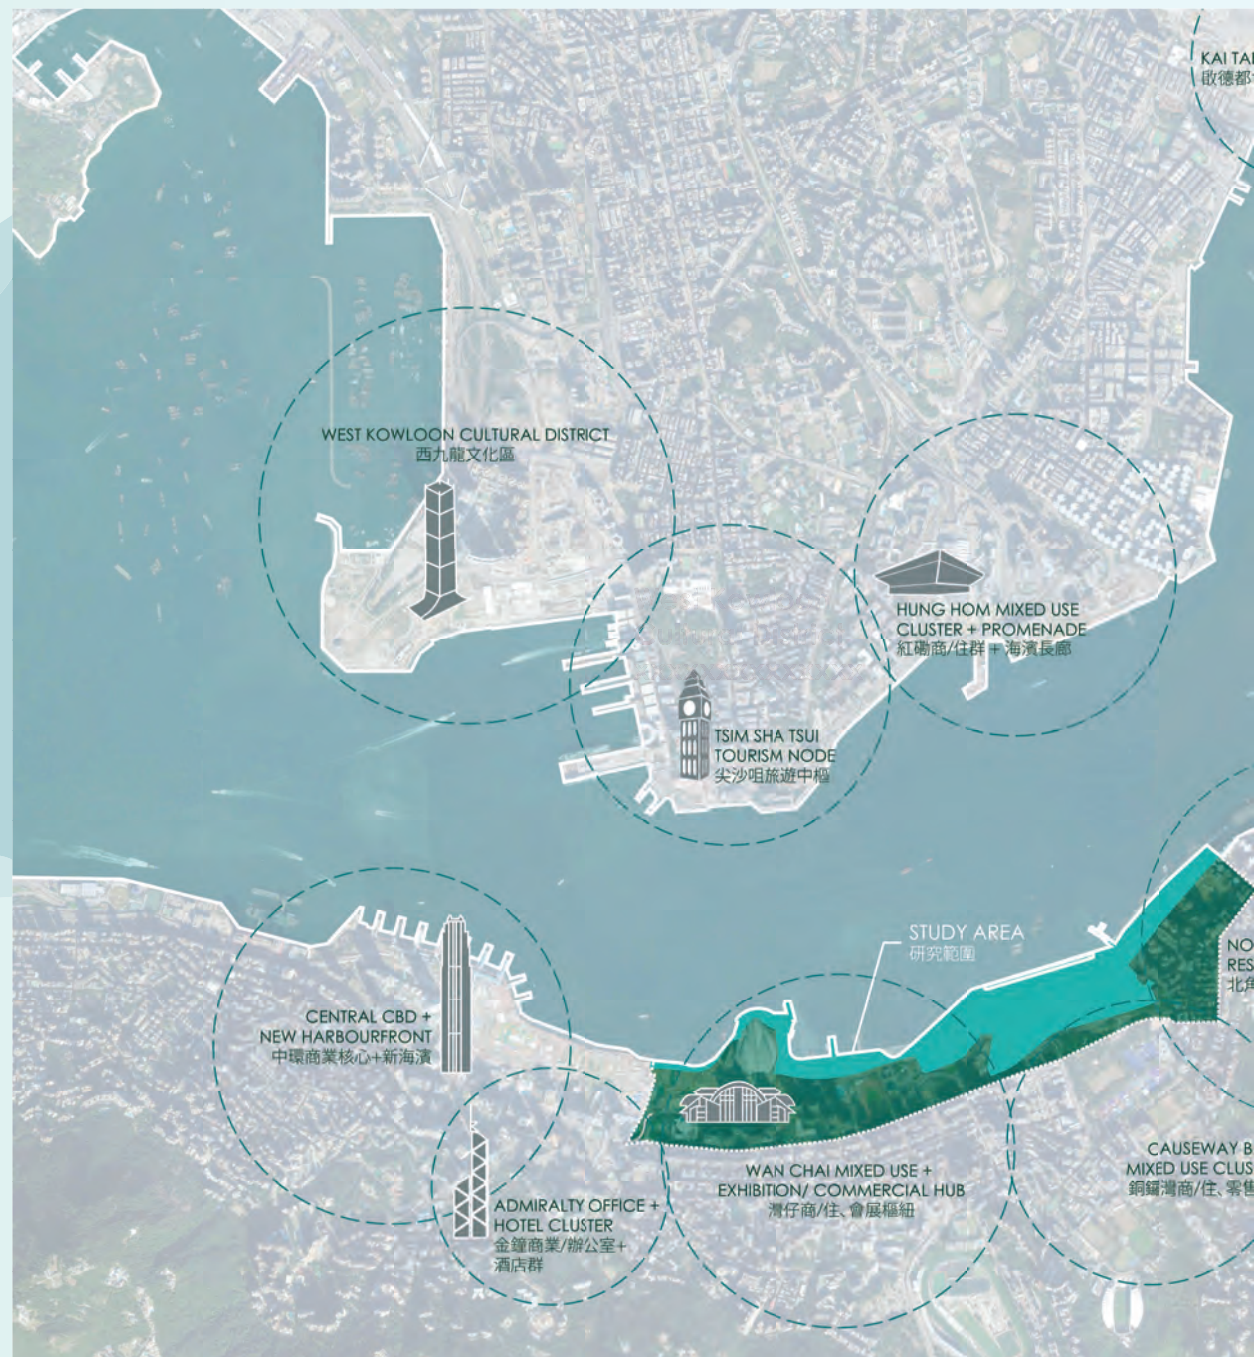 KAI TA
啟德都
WEST KOWLOON CULTURAL DISTRICT
西九龍文化區
HUNG HOM MIXED USE
CLUSTER + PROMENADE
紅磡商/住群 + 海濱長廊
TSIM SHA TSUI
TOURISM NODE
尖沙咀旅遊中樞
STUDY AREA
研究範圍
NO
RES
北角
CENTRAL CBD +
NEW HARBOURFRONT
中環商業核心+新海濱
WAN CHAI MIXED USE +
EXHIBITION/ COMMERCIAL HUB
灣仔商/住、會展樞紐
CAUSEWAY B
MIXED USE CLUS
銅鑼灣商/住、零售
ADMIRALTY OFFICE +
HOTEL CLUSTER
金鐘商業/辦公室+
酒店群